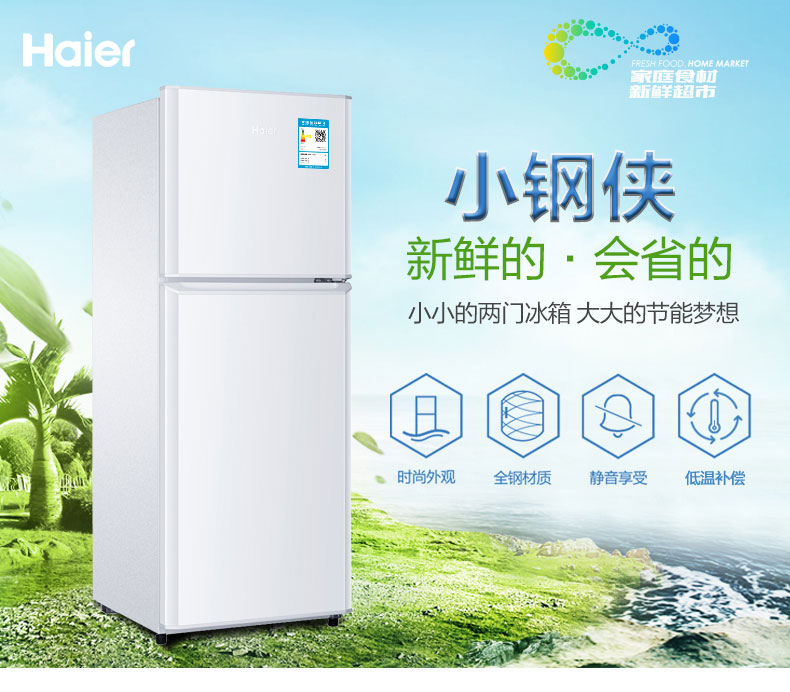 Haier
FRESH FOOD. HOME MARKET
家庭食材
新鲜超市
Haier
小钢侠
新鲜的·会省的
小小的两门冰箱 大大的节能梦想
时尚外观
全钢材质
静音享受
低温补偿